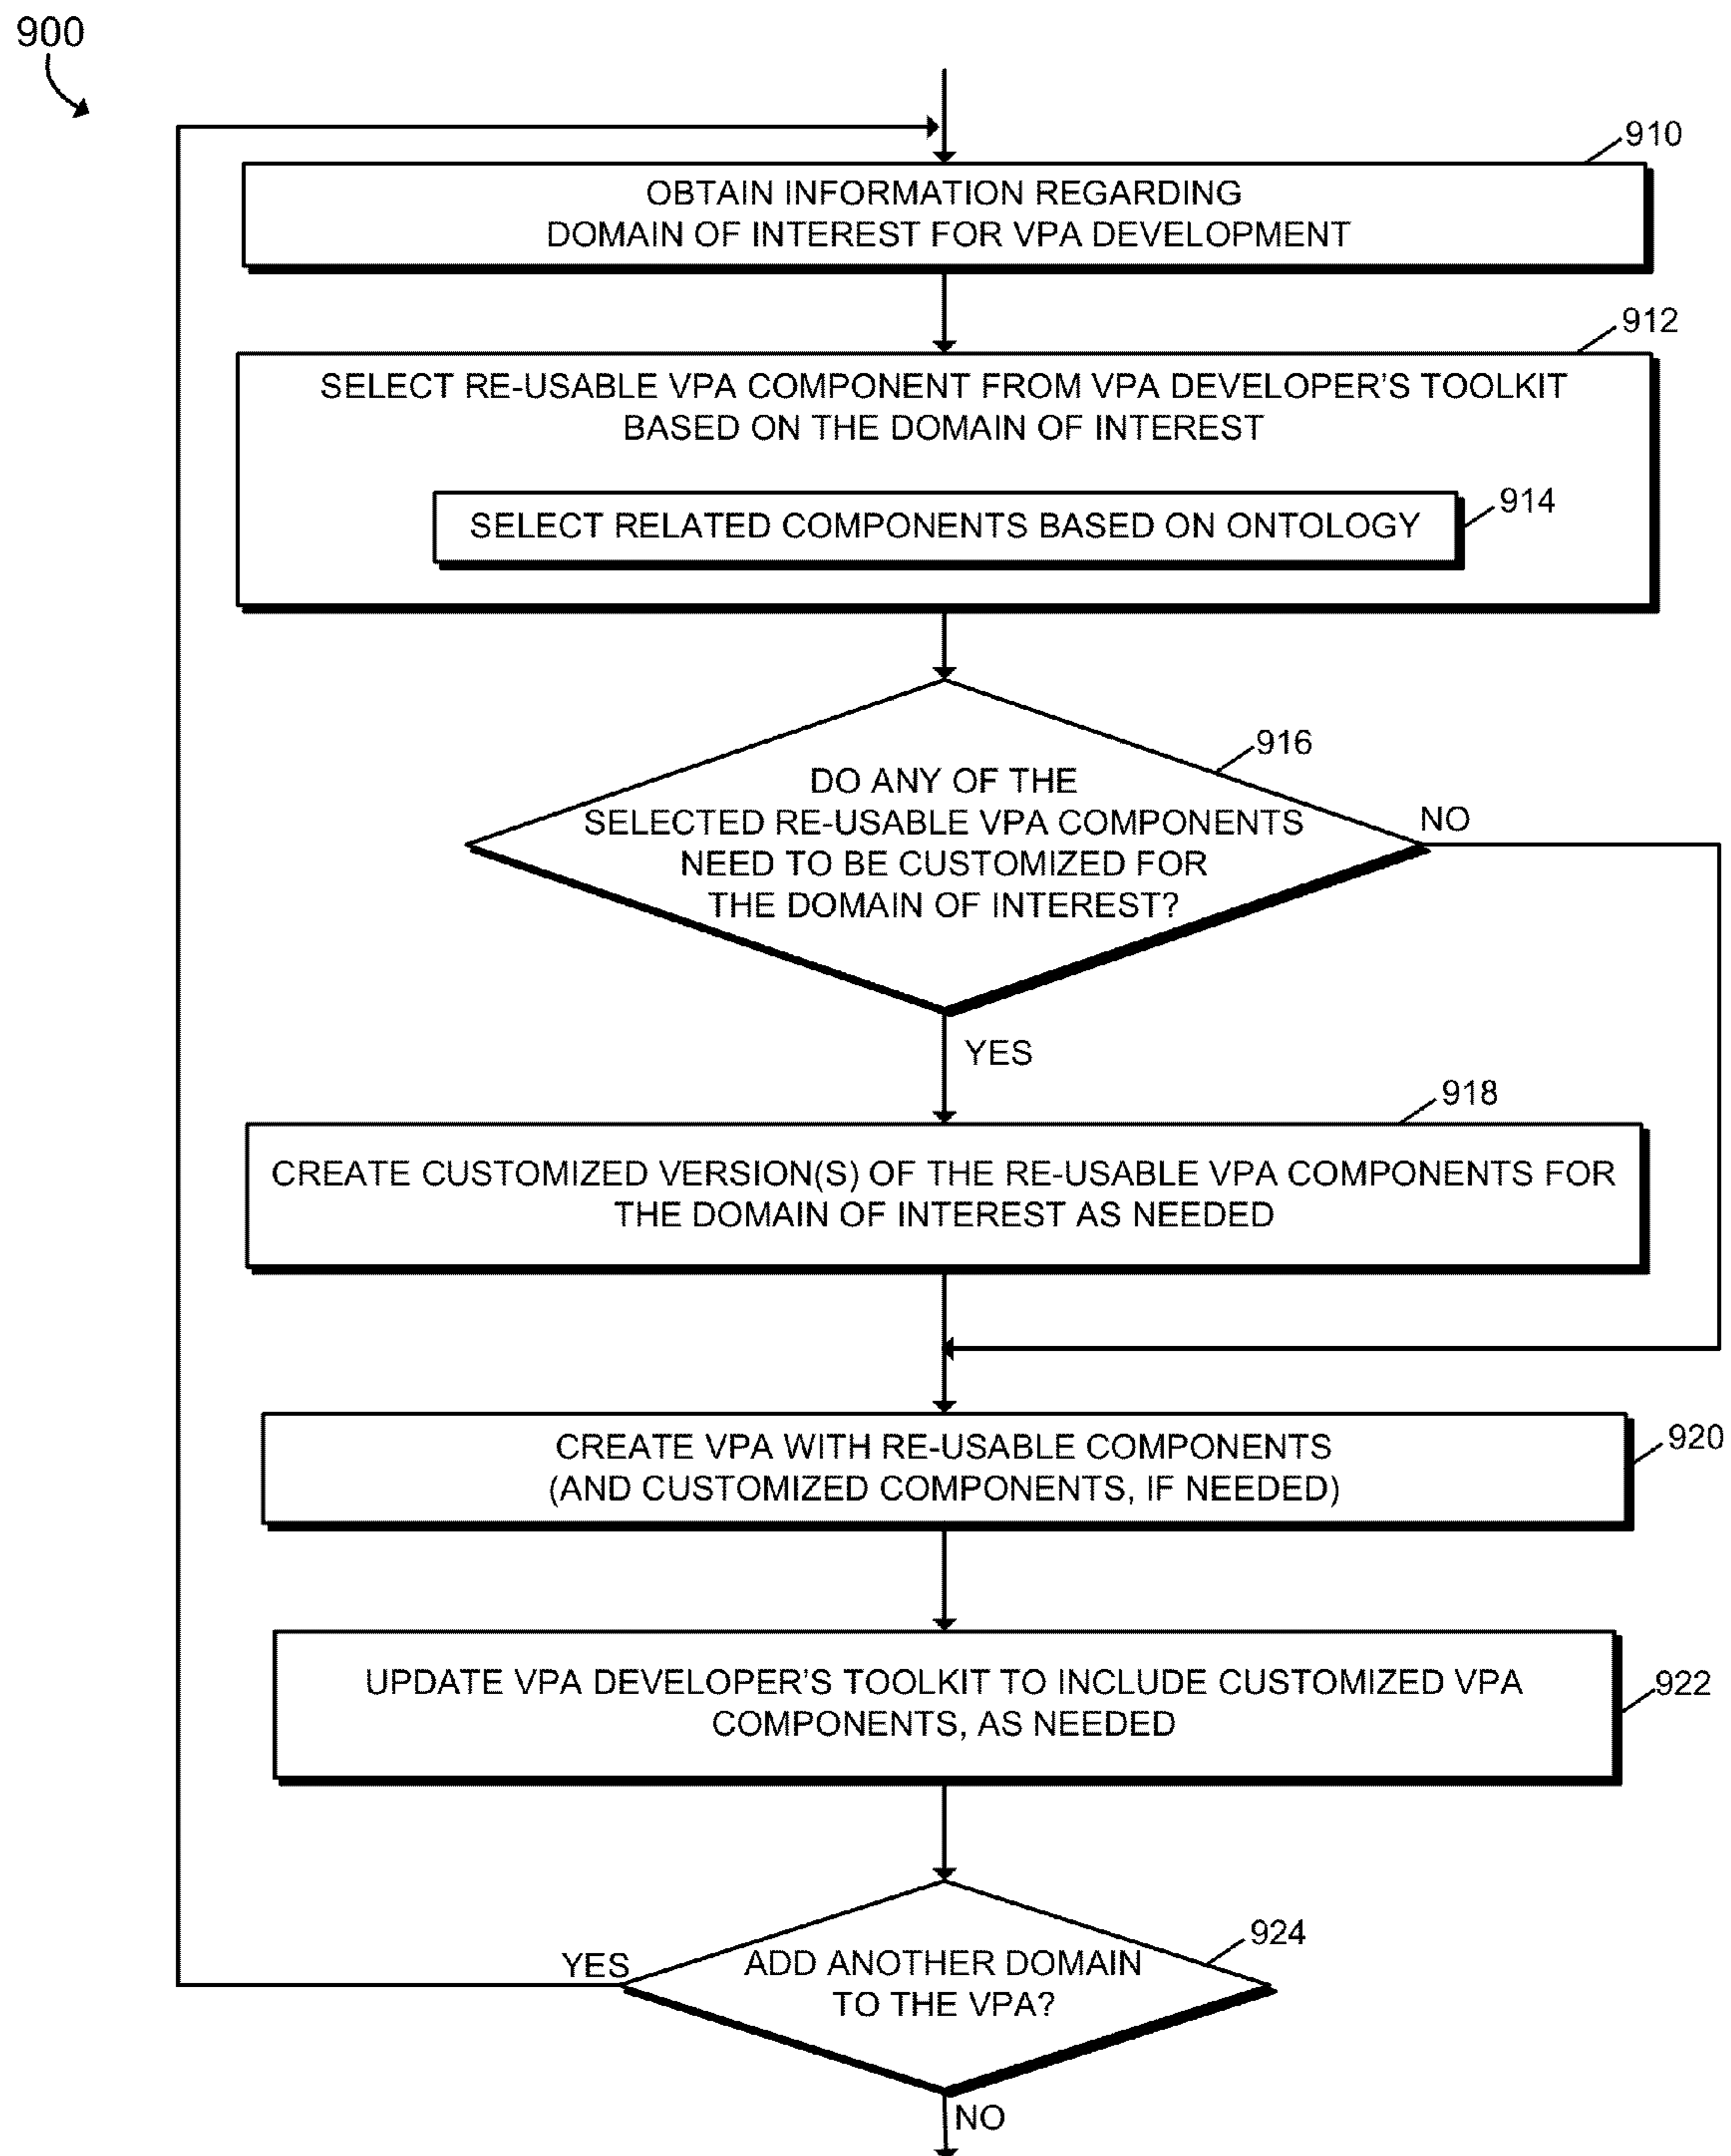 900
910
OBTAIN INFORMATION REGARDING
DOMAIN OF INTEREST FOR VPA DEVELOPMENT
912
SELECT RE-USABLE VPA COMPONENT FROM VPA DEVELOPER'S TOOLKIT
BASED ON THE DOMAIN OF INTEREST
914
SELECT RELATED COMPONENTS BASED ON ONTOLOGY
916
DO ANY OF THE
SELECTED RE-USABLE VPA COMPONENTS
NEED TO BE CUSTOMIZED FOR
THE DOMAIN OF INTEREST?
NO
YES
918
CREATE CUSTOMIZED VERSION(S) OF THE RE-USABLE VPA COMPONENTS FOR
THE DOMAIN OF INTEREST AS NEEDED
920
CREATE VPA WITH RE-USABLE COMPONENTS
(AND CUSTOMIZED COMPONENTS, IF NEEDED)
922
UPDATE VPA DEVELOPER'S TOOLKIT TO INCLUDE CUSTOMIZED VPA
COMPONENTS, AS NEEDED
924
YES
ADD ANOTHER DOMAIN
TO THE VPA?
NO